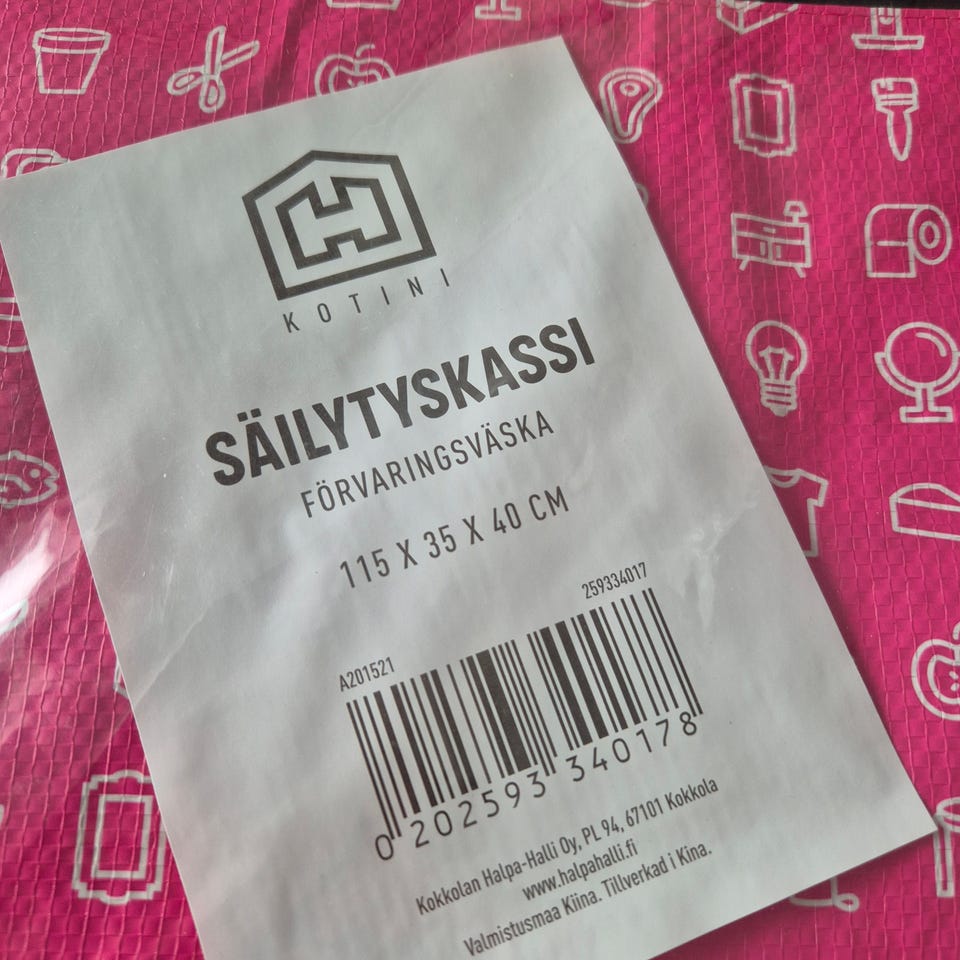 KOTINI
SÄILYTYSKASSI
FÖRVARINGSVÄSKA
115 X 35 X 40 CM
A201521 259334017
0 202593 340178
Kokkolan Halpa-Halli Oy, PL 94, 67101 Kokkola
www.halpahalli.fi
Valmistusmaa Kiina. Tillverkad i Kina.